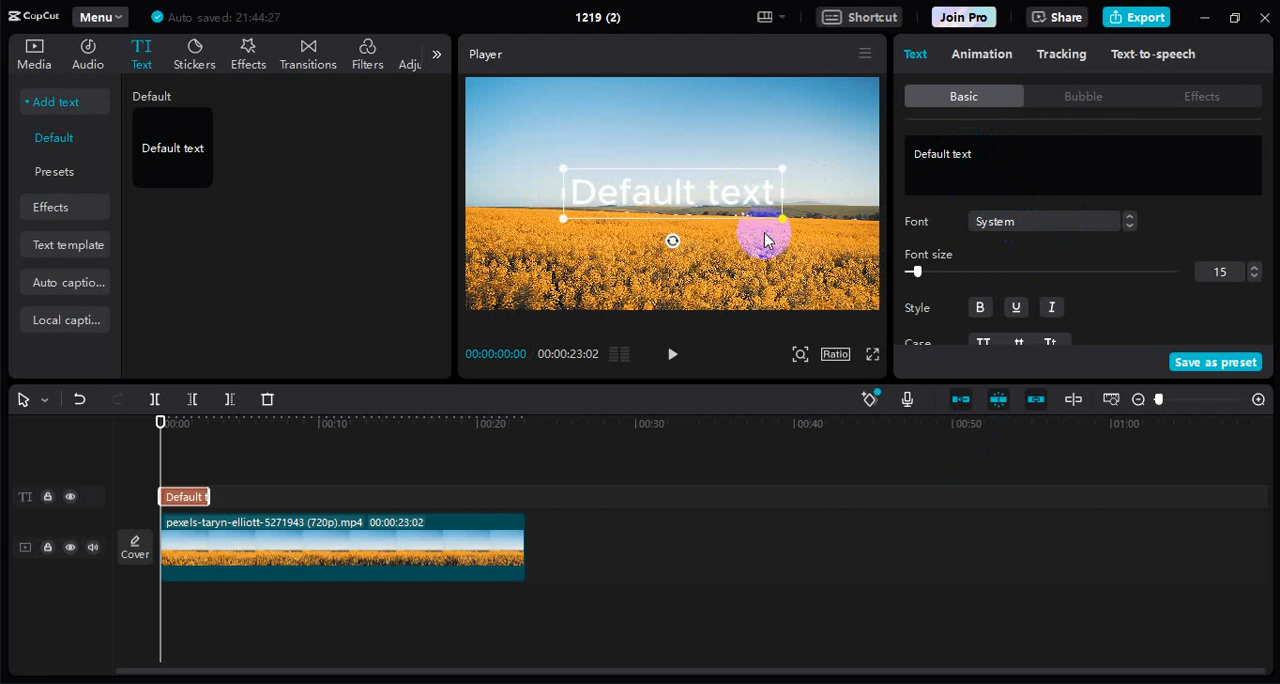 CapCut Menu Auto saved: 21:44:27 1219 (2) Shortcut Join Pro Share Export
Media Audio Text Stickers Effects Transitions Filters Adju
Player
Text Animation Tracking Text-to-speech
Add text
Default
Presets
Effects
Text template
Auto captio...
Local capti...
Default
Default text
Default text
00:00:00:00 00:00:23:02 Ratio
Basic Bubble Effects
Default text
Font System
Font size
15
Style B U I
Case TT tt Tt
Save as preset
00:00 00:10 00:20 00:30 00:40 00:50 01:00
TI Default t
pexels-taryn-elliott-5271943 (720p).mp4 00:00:23:02
Cover